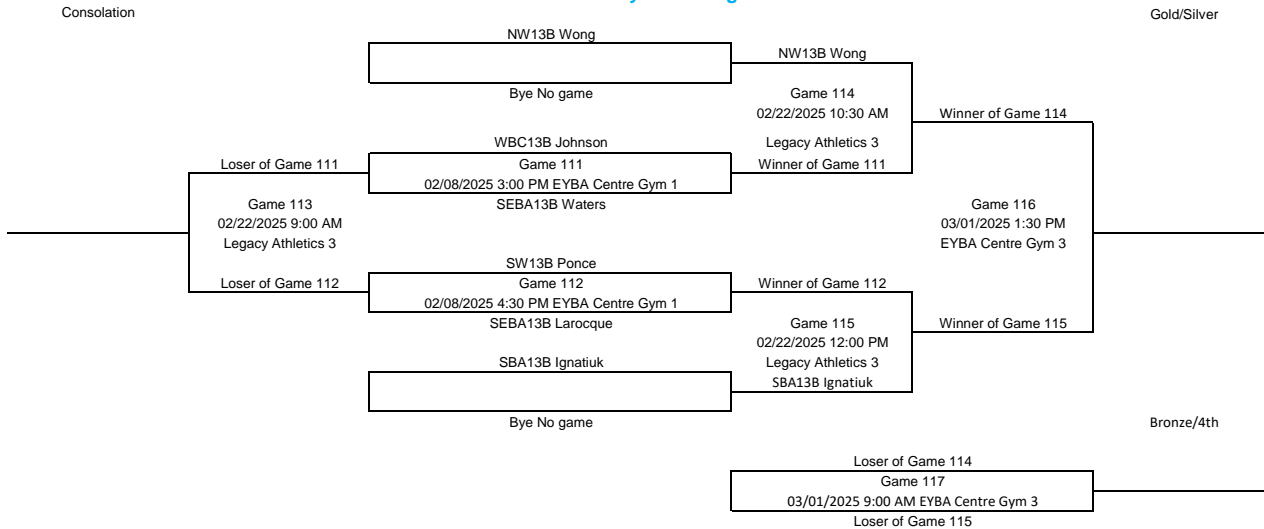 Consolation
Gold/Silver
NW13B Wong
NW13B Wong
Bye No game
Game 114
02/22/2025 10:30 AM
Winner of Game 114
WBC13B Johnson
Legacy Athletics 3
Loser of Game 111
Game 111
Winner of Game 111
02/08/2025 3:00 PM EYBA Centre Gym 1
Game 113
SEBA13B Waters
Game 116
02/22/2025 9:00 AM
03/01/2025 1:30 PM
Legacy Athletics 3
EYBA Centre Gym 3
SW13B Ponce
Loser of Game 112
Game 112
Winner of Game 112
02/08/2025 4:30 PM EYBA Centre Gym 1
SEBA13B Larocque
Game 115
Winner of Game 115
02/22/2025 12:00 PM
SBA13B Ignatiuk
Legacy Athletics 3
SBA13B Ignatiuk
Bye No game
Bronze/4th
Loser of Game 114
Game 117
03/01/2025 9:00 AM EYBA Centre Gym 3
Loser of Game 115